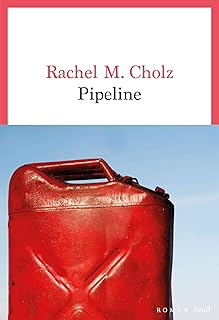 Rachel M. Cholz
Pipeline
ROMAN Seuil